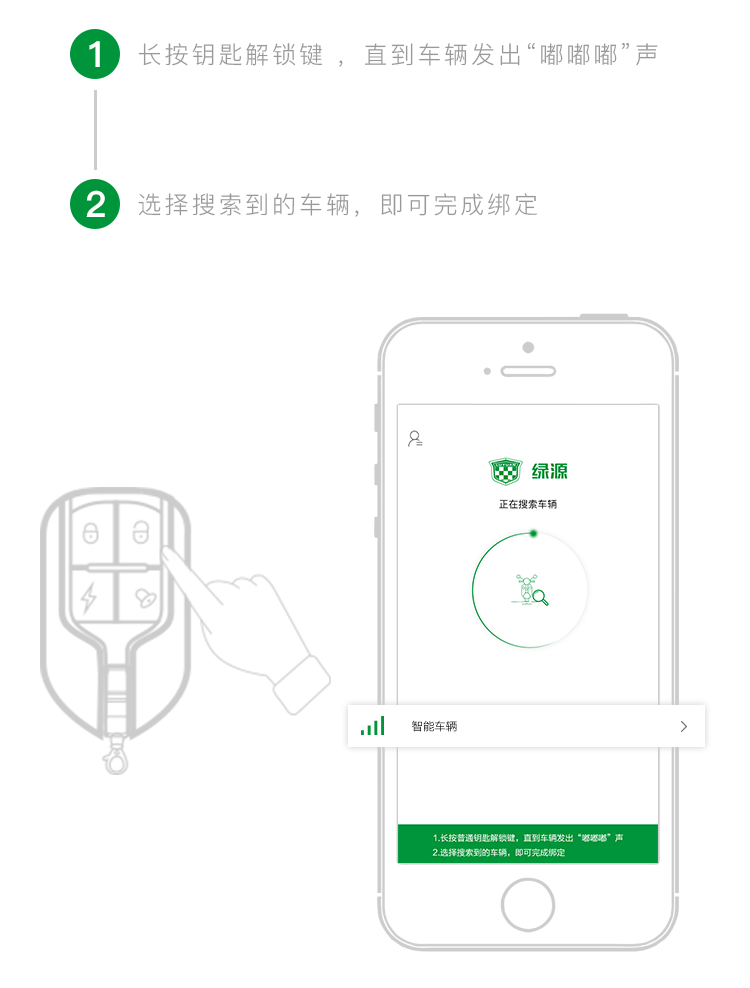 1 长按钥匙解锁键，直到车辆发出“嘟嘟嘟”声
2 选择搜索到的车辆，即可完成绑定
绿源
正在搜索车辆
智能车辆
1.长按普通钥匙解锁键，直到车辆发出“嘟嘟嘟”声
2.选择搜索到的车辆，即可完成绑定